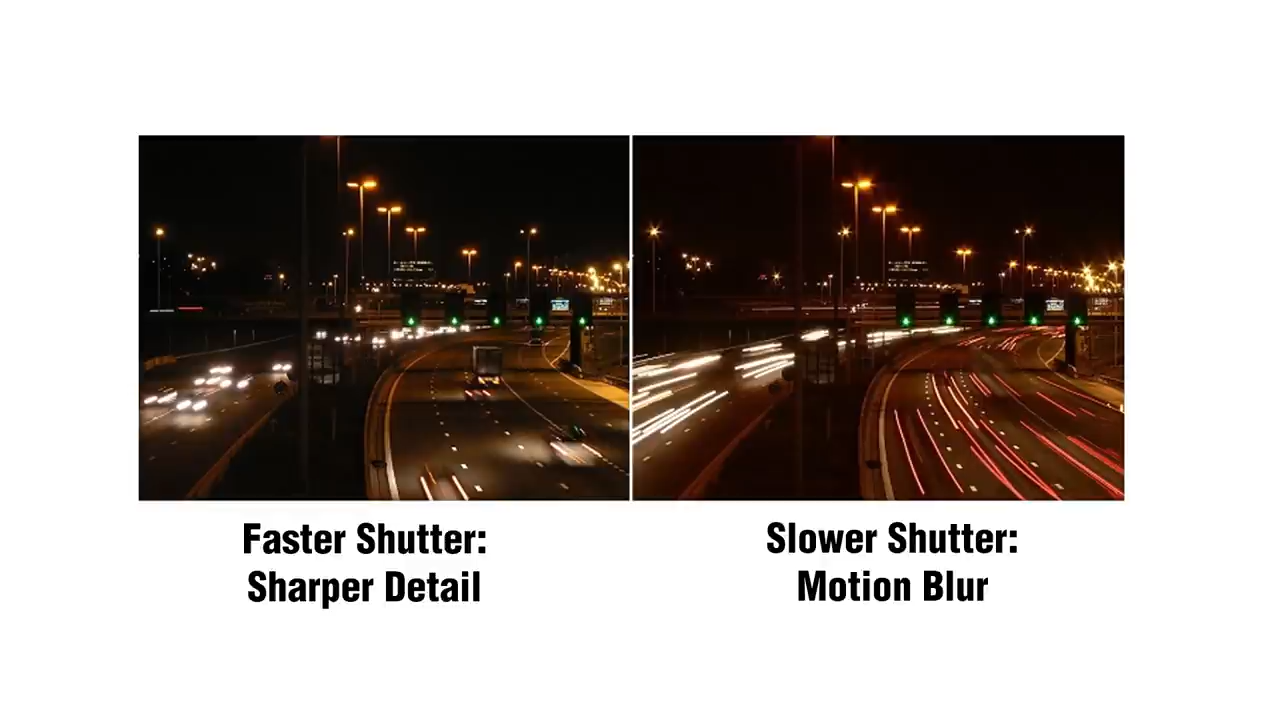 Faster Shutter:
Sharper Detail
Slower Shutter:
Motion Blur